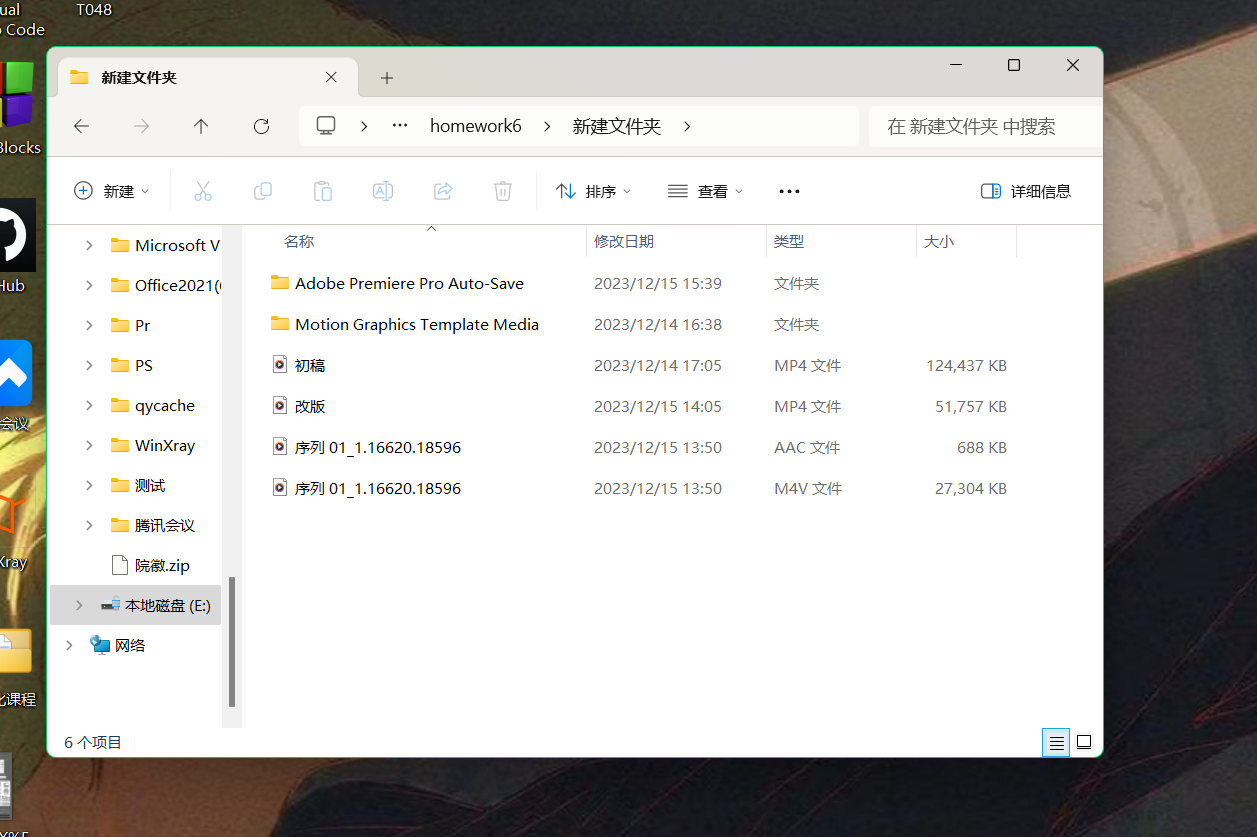 ual
Code
T048
Blocks
Hub
会议
Xray
化课程
新建文件夹
homework6
新建文件夹
在 新建文件夹 中搜索
新建
排序
查看
详细信息
Microsoft V
Office2021(
Pr
PS
qycache
WinXray
测试
腾讯会议
院徽.zip
本地磁盘 (E:)
网络
名称 修改日期 类型 大小
Adobe Premiere Pro Auto-Save 2023/12/15 15:39 文件夹
Motion Graphics Template Media 2023/12/14 16:38 文件夹
初稿 2023/12/14 17:05 MP4 文件 124,437 KB
改版 2023/12/15 14:05 MP4 文件 51,757 KB
序列 01_1.16620.18596 2023/12/15 13:50 AAC 文件 688 KB
序列 01_1.16620.18596 2023/12/15 13:50 M4V 文件 27,304 KB
6 个项目